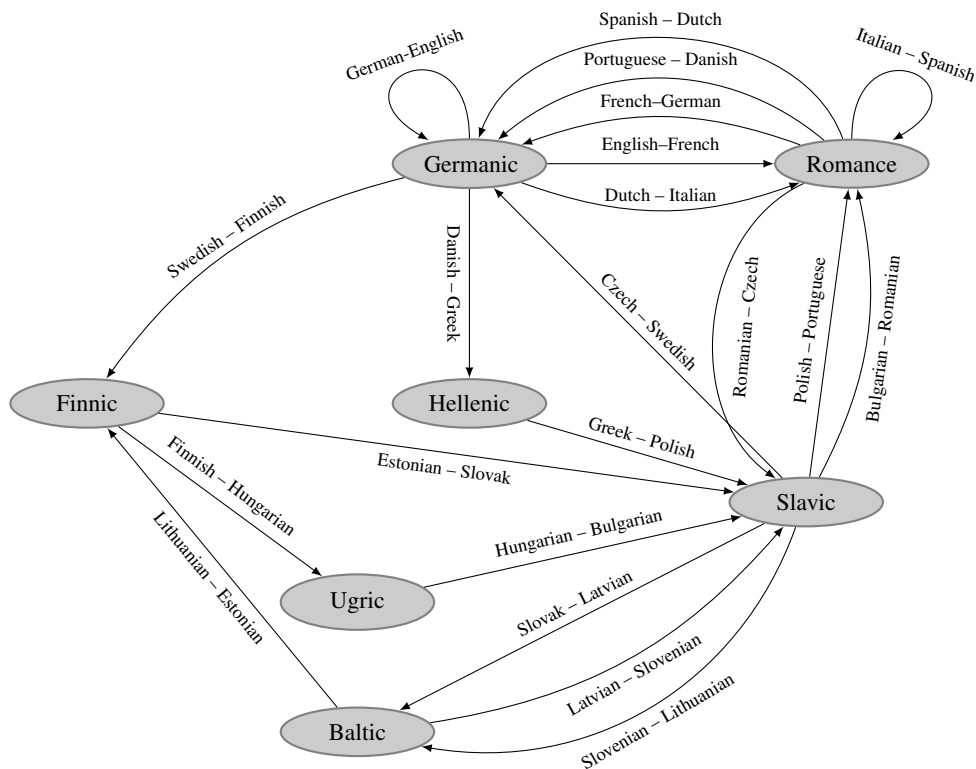 Spanish – Dutch
German-English
Italian – Spanish
Portuguese – Danish
French–German
English–French
Germanic
Romance
Dutch – Italian
Swedish – Finnish
Danish – Greek
Czech – Swedish
Romanian – Czech
Polish – Portuguese
Bulgarian – Romanian
Finnic
Hellenic
Greek – Polish
Estonian – Slovak
Finnish – Hungarian
Slavic
Hungarian – Bulgarian
Lithuanian – Estonian
Ugric
Slovak – Latvian
Latvian – Slovenian
Slovenian – Lithuanian
Baltic